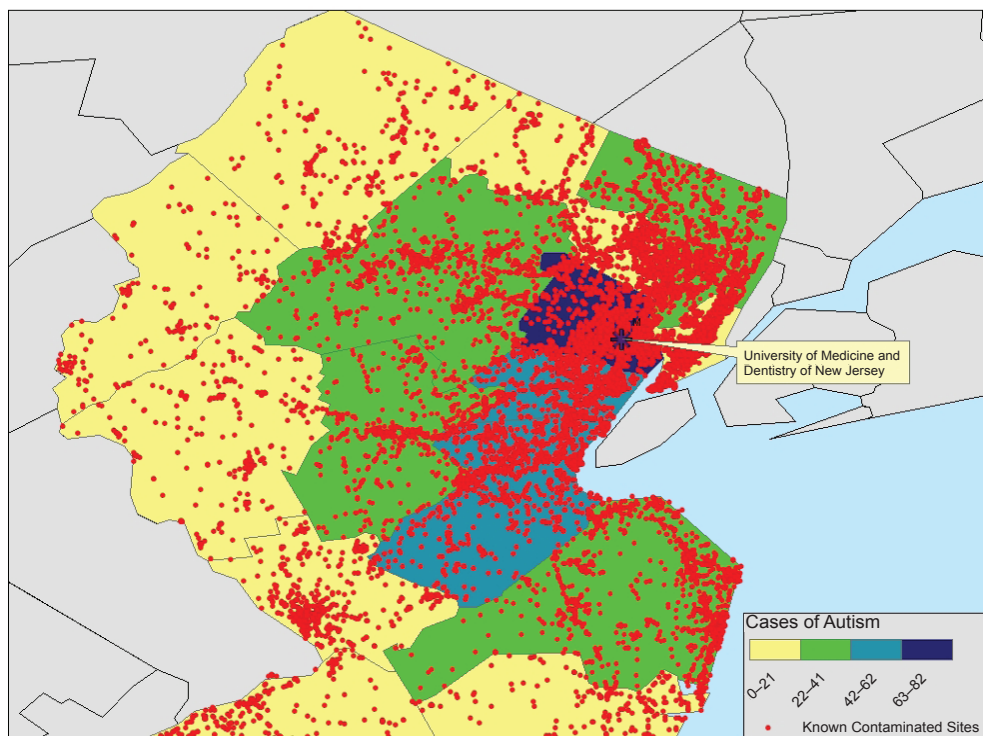 University of Medicine and
Dentistry of New Jersey
Cases of Autism
0–21
22–41
42–62
63–82
Known Contaminated Sites